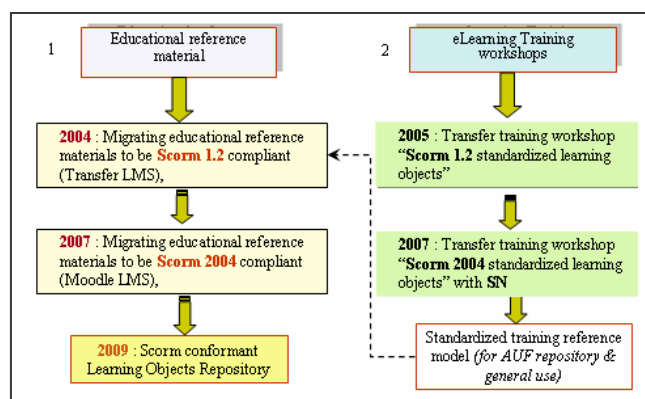 1
Educational reference
material
2004 : Migrating educational reference
materials to be Scorm 1.2 compliant
(Transfer LMS),
2007 : Migrating educational reference
materials to be Scorm 2004 compliant
(Moodle LMS),
2009 : Scorm conformant
Learning Objects Repository
2
eLearning Training
workshops
2005 : Transfer training workshop
“Scorm 1.2 standardized learning
objects”
2007 : Transfer training workshop
“Scorm 2004 standardized learning
objects” with SN
Standardized training reference
model (for AUF repository &
general use)